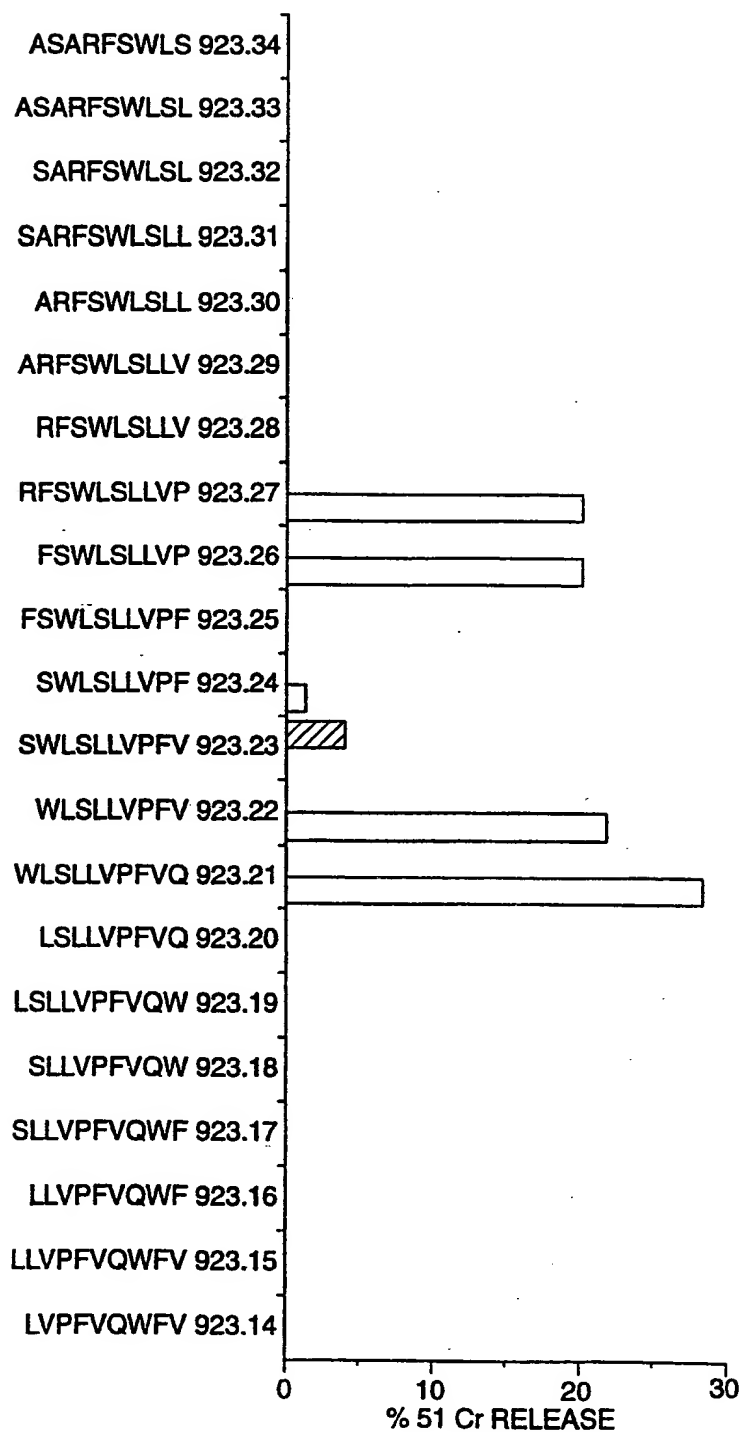 ASARFSWLS 923.34
ASARFSWLSL 923.33
SARFSWLSL 923.32
SARFSWLSLL 923.31
ARFSWLSLL 923.30
ARFSWLSLLV 923.29
RFSWLSLLV 923.28
RFSWLSLLVP 923.27
FSWLSLLVP 923.26
FSWLSLLVPF 923.25
SWLSLLVPF 923.24
SWLSLLVPFV 923.23
WLSLLVPFV 923.22
WLSLLVPFVQ 923.21
LSLLVPFVQ 923.20
LSLLVPFVQW 923.19
SLLVPFVQW 923.18
SLLVPFVQWF 923.17
LLVPFVQWF 923.16
LLVPFVQWFV 923.15
LVPFVQWFV 923.14
0 10 20 30
% 51 Cr RELEASE